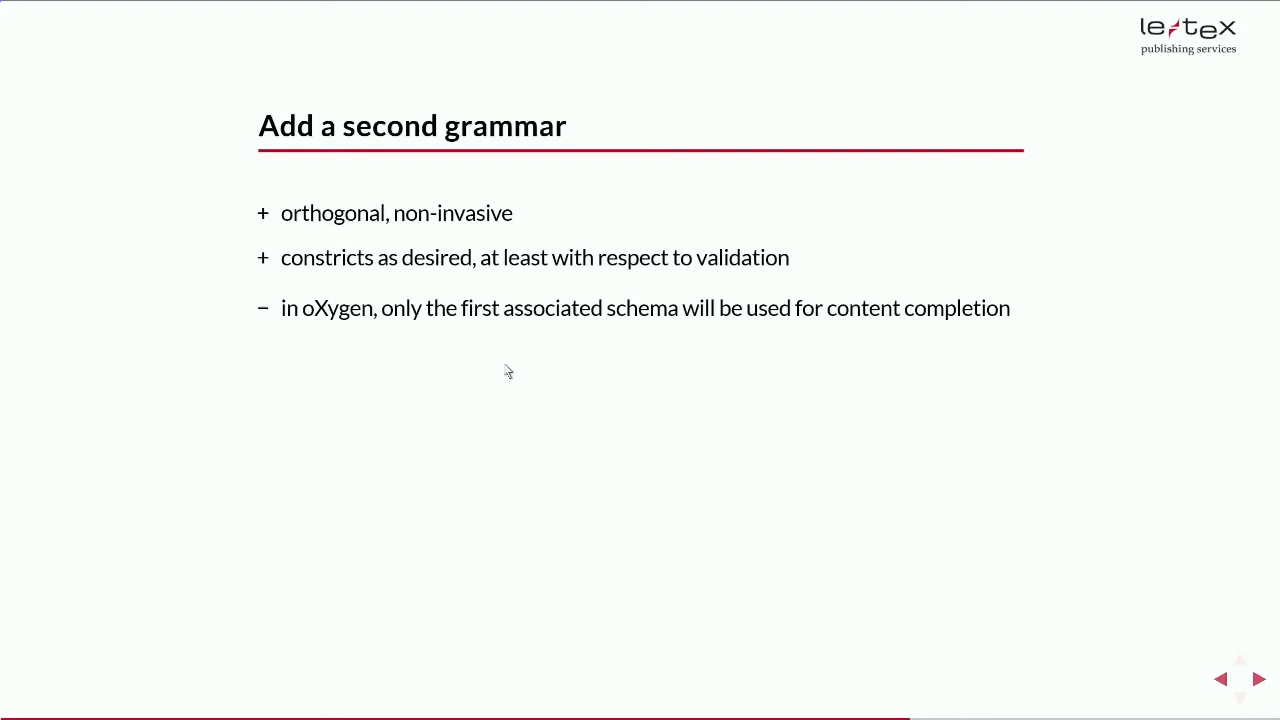 le-tex
publishing services
Add a second grammar
+ orthogonal, non-invasive
+ constricts as desired, at least with respect to validation
− in oXygen, only the first associated schema will be used for content completion